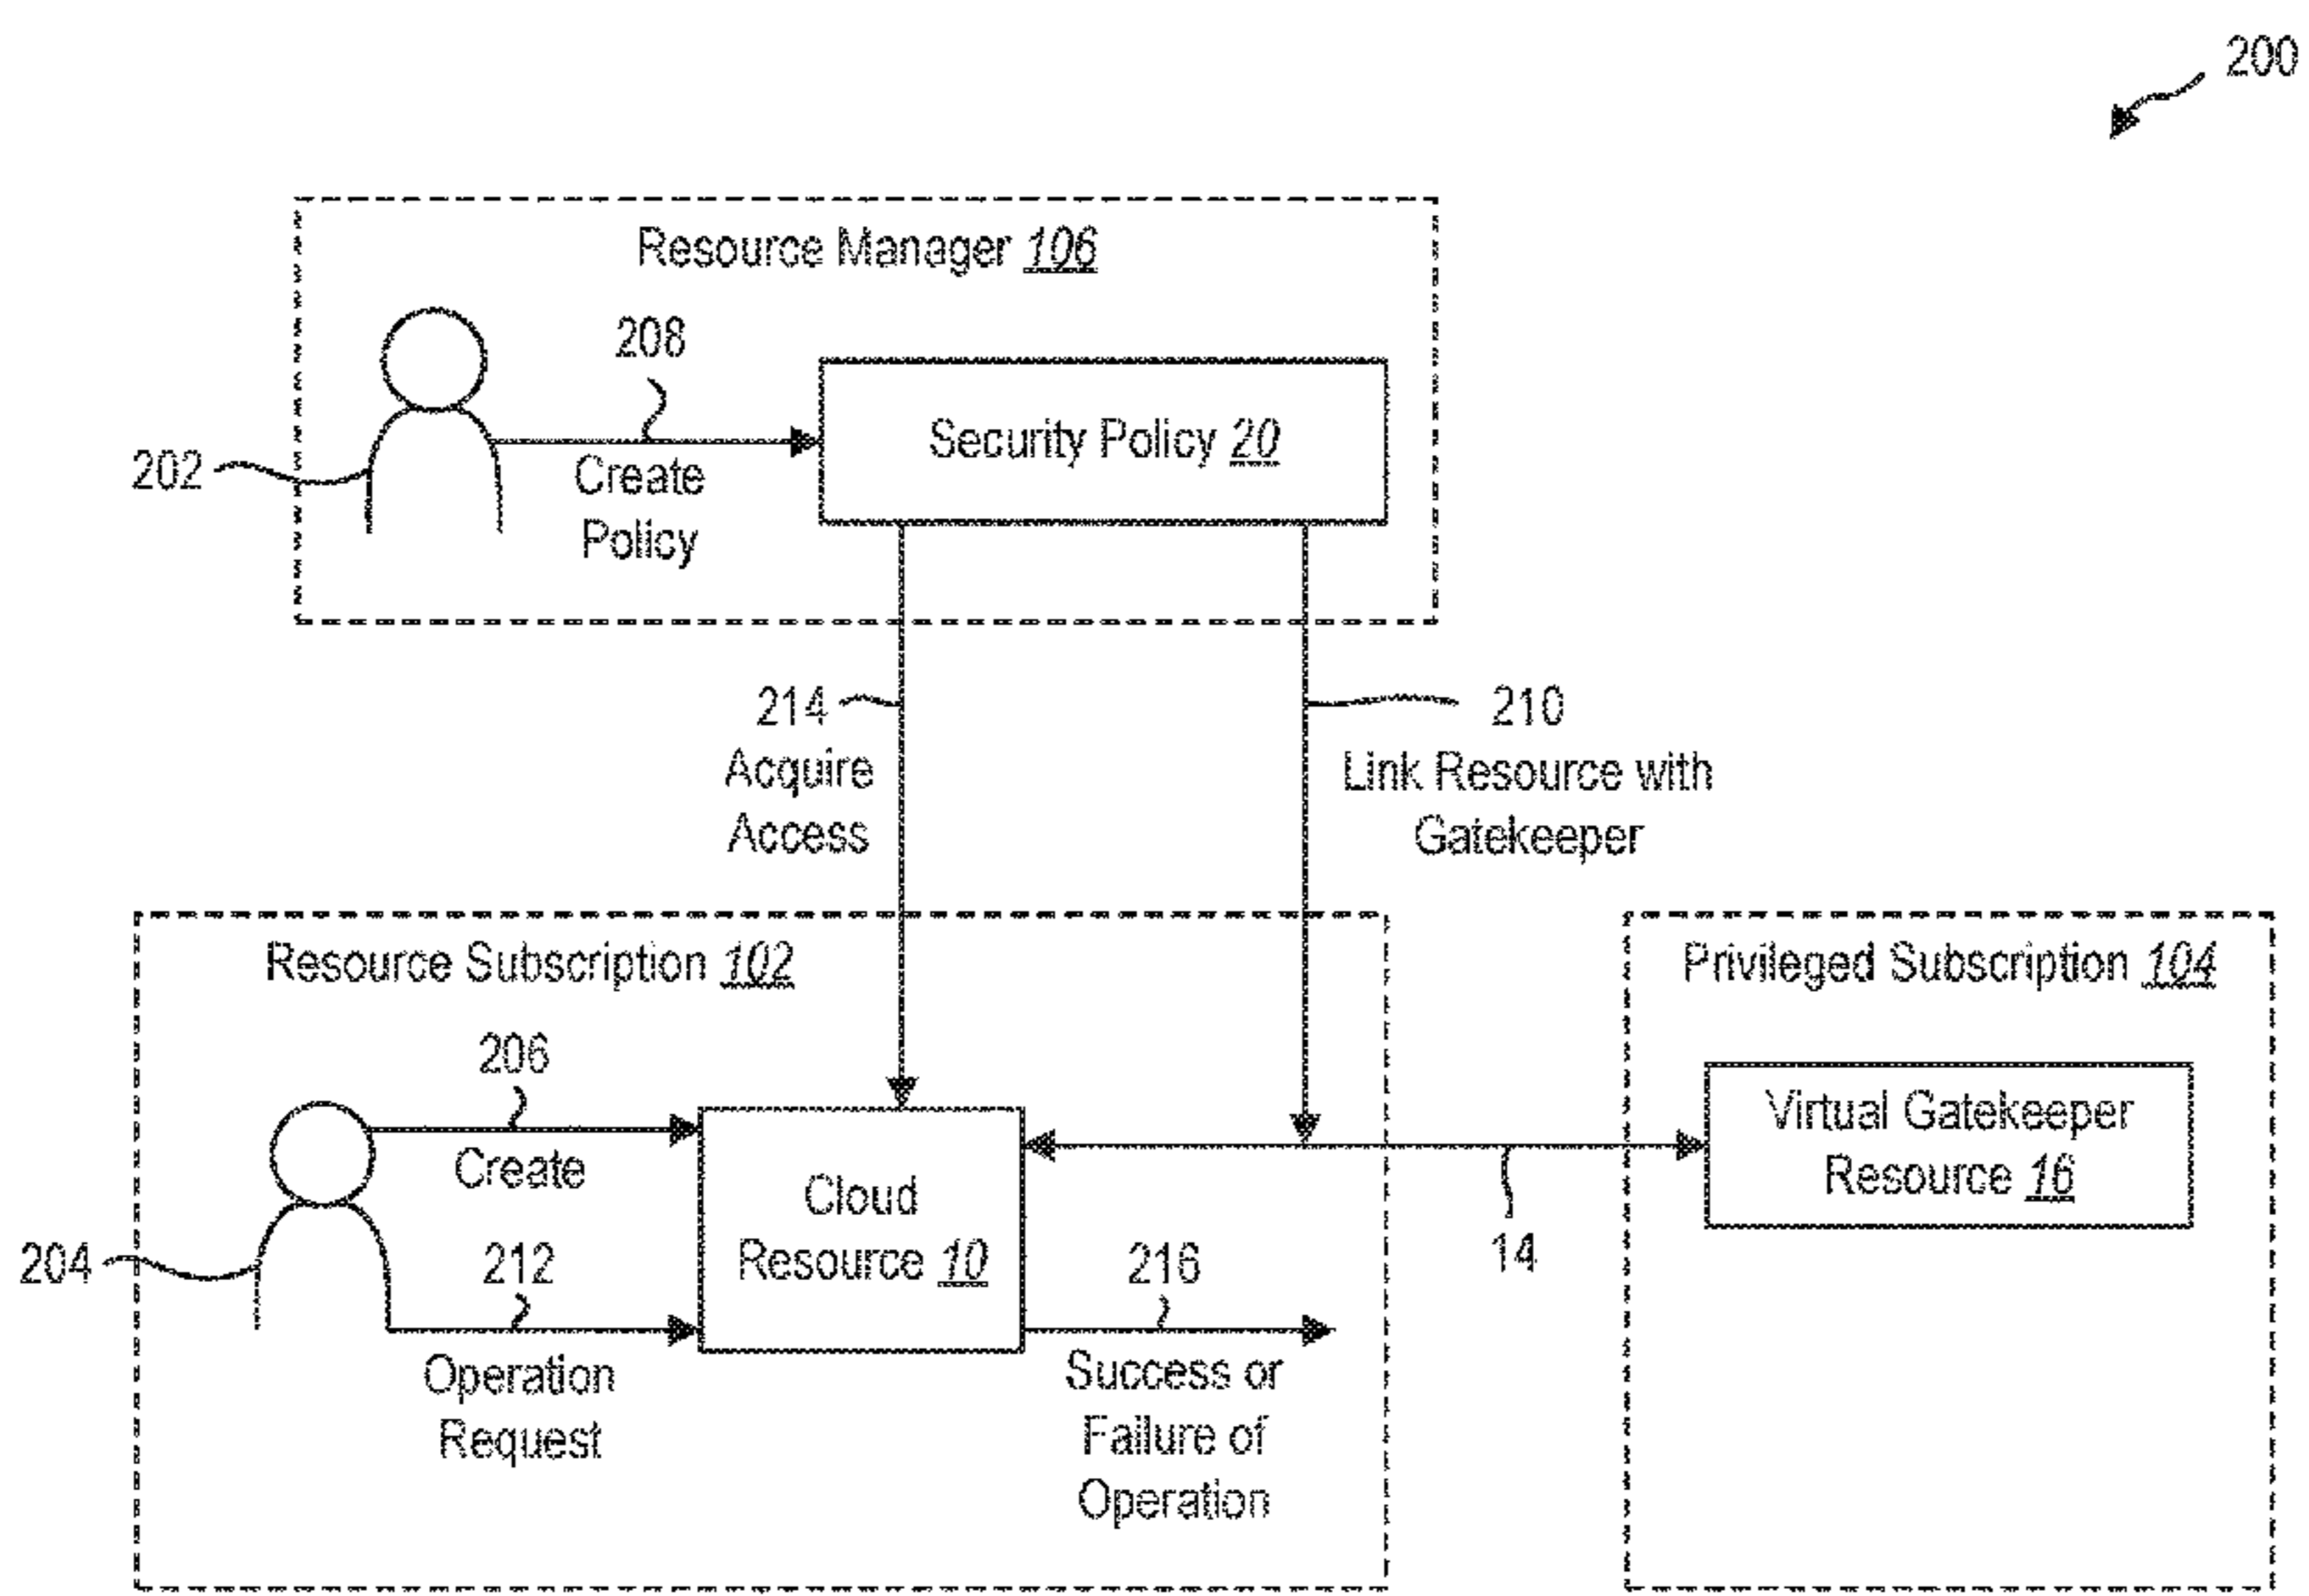 200
Resource Manager 106
208
Security Policy 20
202
Create
Policy
214
Acquire
Access
210
Link Resource with
Gatekeeper
Resource Subscription 102
Privileged Subscription 104
206
Create
Virtual Gatekeeper
Resource 16
Cloud
Resource 10
204
212
Operation
Request
216
Success or
Failure of
Operation
14